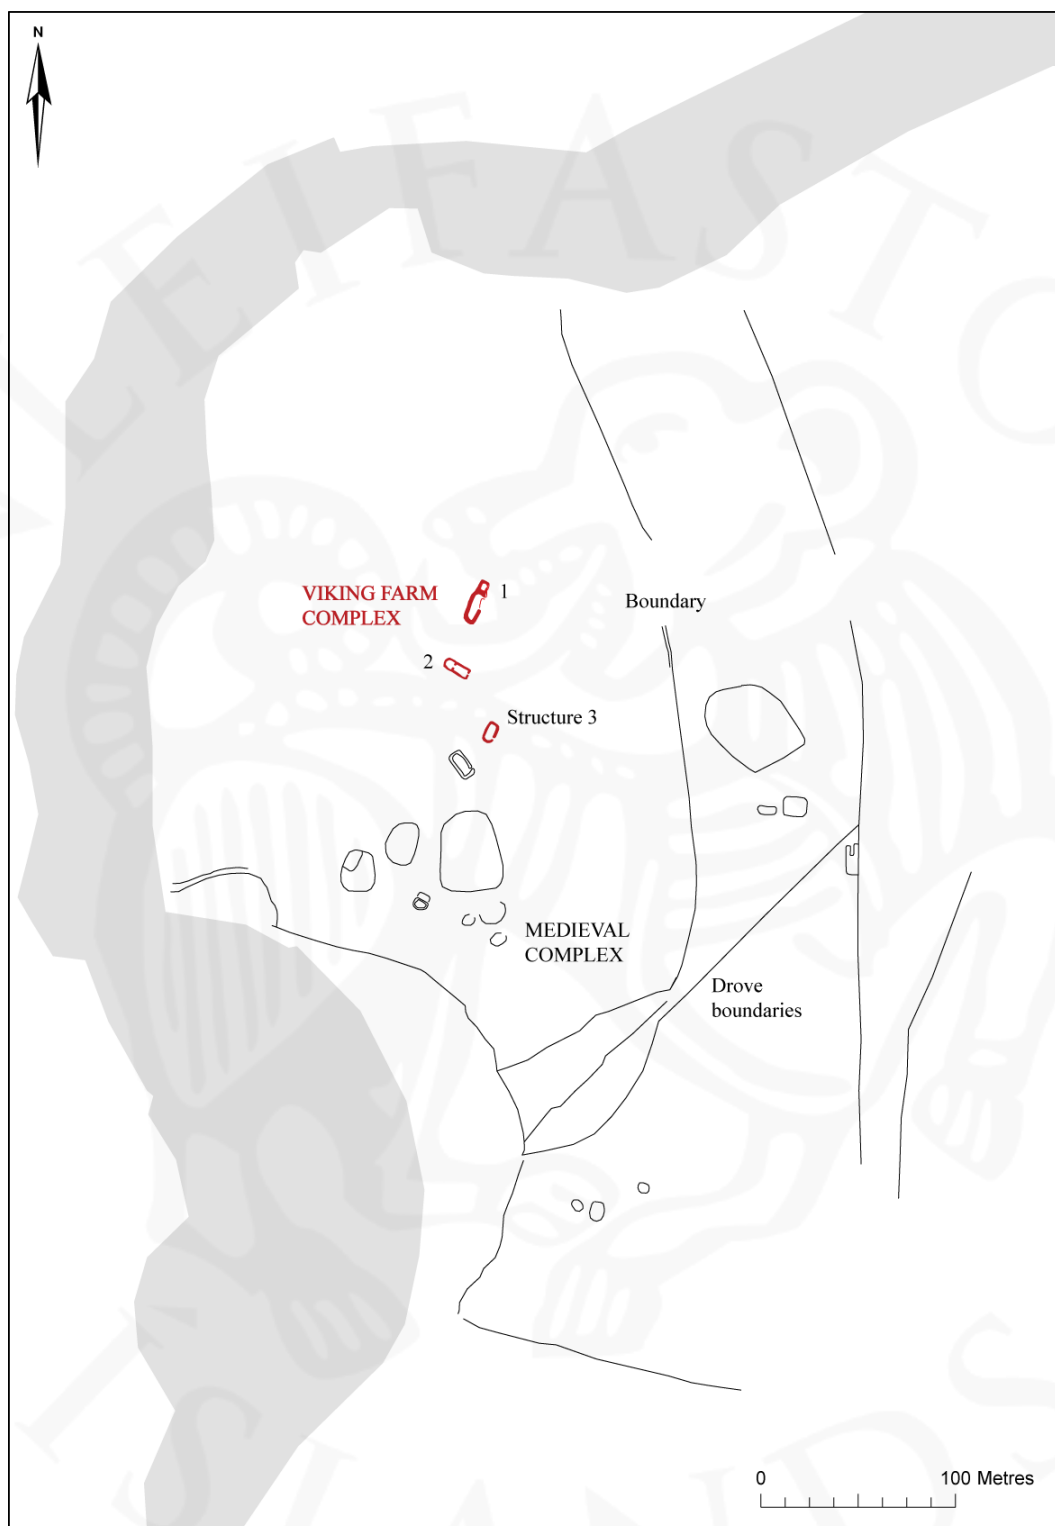 N
VIKING FARM
COMPLEX
1
2
Structure 3
Boundary
MEDIEVAL
COMPLEX
Drove
boundaries
0
100 Metres